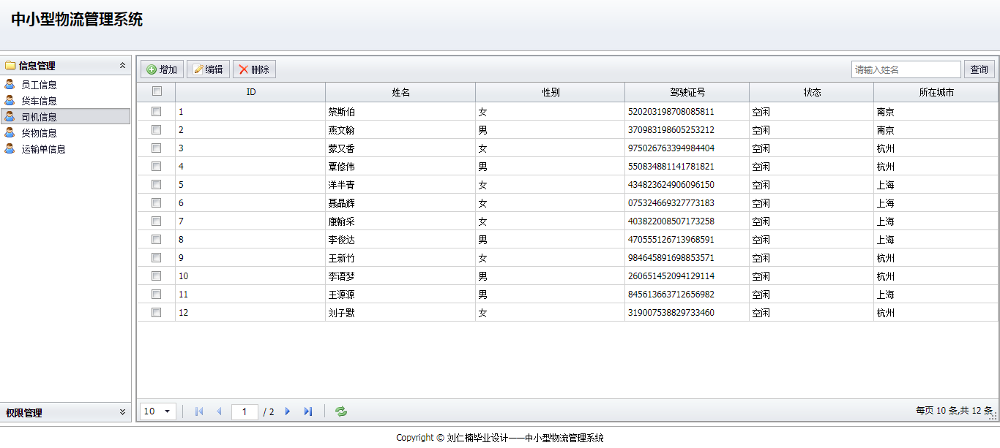 中小型物流管理系统
信息管理
员工信息
货车信息
司机信息
货物信息
运输单信息
权限管理
增加 编辑 删除 请输入姓名 查询
ID 姓名 性别 驾驶证号 状态 所在城市
1 祭斯伯 女 520203198708085811 空闲 南京
2 燕文翰 男 370983198605253212 空闲 南京
3 蒙又香 女 975026763394984404 空闲 杭州
4 覃修伟 男 550834881141781821 空闲 杭州
5 洋半青 女 434823624906096150 空闲 上海
6 聂晶辉 女 075324669327773183 空闲 上海
7 康翰采 女 403822008507173258 空闲 上海
8 李俊达 男 470555126713968591 空闲 上海
9 王新竹 女 984645891698853571 空闲 杭州
10 李语梦 男 260651452094129114 空闲 杭州
11 王源源 男 845613663712656982 空闲 上海
12 刘子默 女 319007538829733460 空闲 杭州
10 1 / 2 每页 10 条,共 12 条
Copyright © 刘仁楠毕业设计——中小型物流管理系统